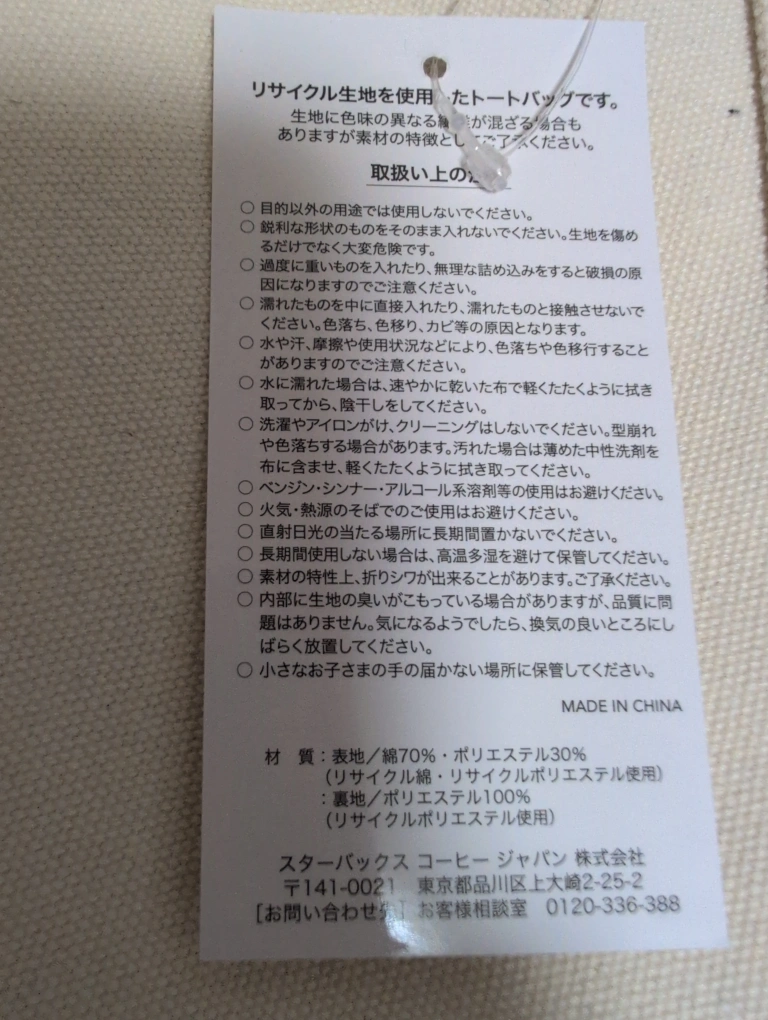 リサイクル生地を使用 たトートバッグです。
生地に色味の異なる が混ざる場合も
ありますが素材の特徴と ご了承ください。
取扱い上の
○ 目的以外の用途では使用しないでください。
○ 鋭利な形状のものをそのまま入れないでください。生地を傷め
るだけでなく大変危険です。
○ 過度に重いものを入れたり、無理な詰め込みをすると破損の原
因になりますのでご注意ください。
○ 濡れたものを中に直接入れたり、濡れたものと接触させないで
ください。色落ち、色移り、カビ等の原因となります。
○ 水や汗、摩擦や使用状況などにより、色落ちや色移行すること
がありますのでご注意ください。
○ 水に濡れた場合は、速やかに乾いた布で軽くたたくように拭き
取ってから、陰干しをしてください。
○ 洗濯やアイロンがけ、クリーニングはしないでください。型崩れ
や色落ちする場合があります。汚れた場合は薄めた中性洗剤を
布に含ませ、軽くたたくように拭き取ってください。
○ ベンジン・シンナー・アルコール系溶剤等の使用はお避けください。
○ 火気・熱源のそばでのご使用はお避けください。
○ 直射日光の当たる場所に長期間置かないでください。
○ 長期間使用しない場合は、高温多湿を避けて保管してください。
○ 素材の特性上、折りシワが出来ることがあります。ご了承ください。
○ 内部に生地の臭いがこもっている場合がありますが、品質に問
題はありません。気になるようでしたら、換気の良いところにし
ばらく放置してください。
○ 小さなお子さまの手の届かない場所に保管してください。
MADE IN CHINA
材 質：表地／綿70%・ポリエステル30%
（リサイクル綿・リサイクルポリエステル使用）
：裏地／ポリエステル100%
（リサイクルポリエステル使用）
スターバックス コーヒー ジャパン 株式会社
〒141-0021 東京都品川区上大崎2-25-2
［お問い合わせ先］お客様相談室 0120-336-388